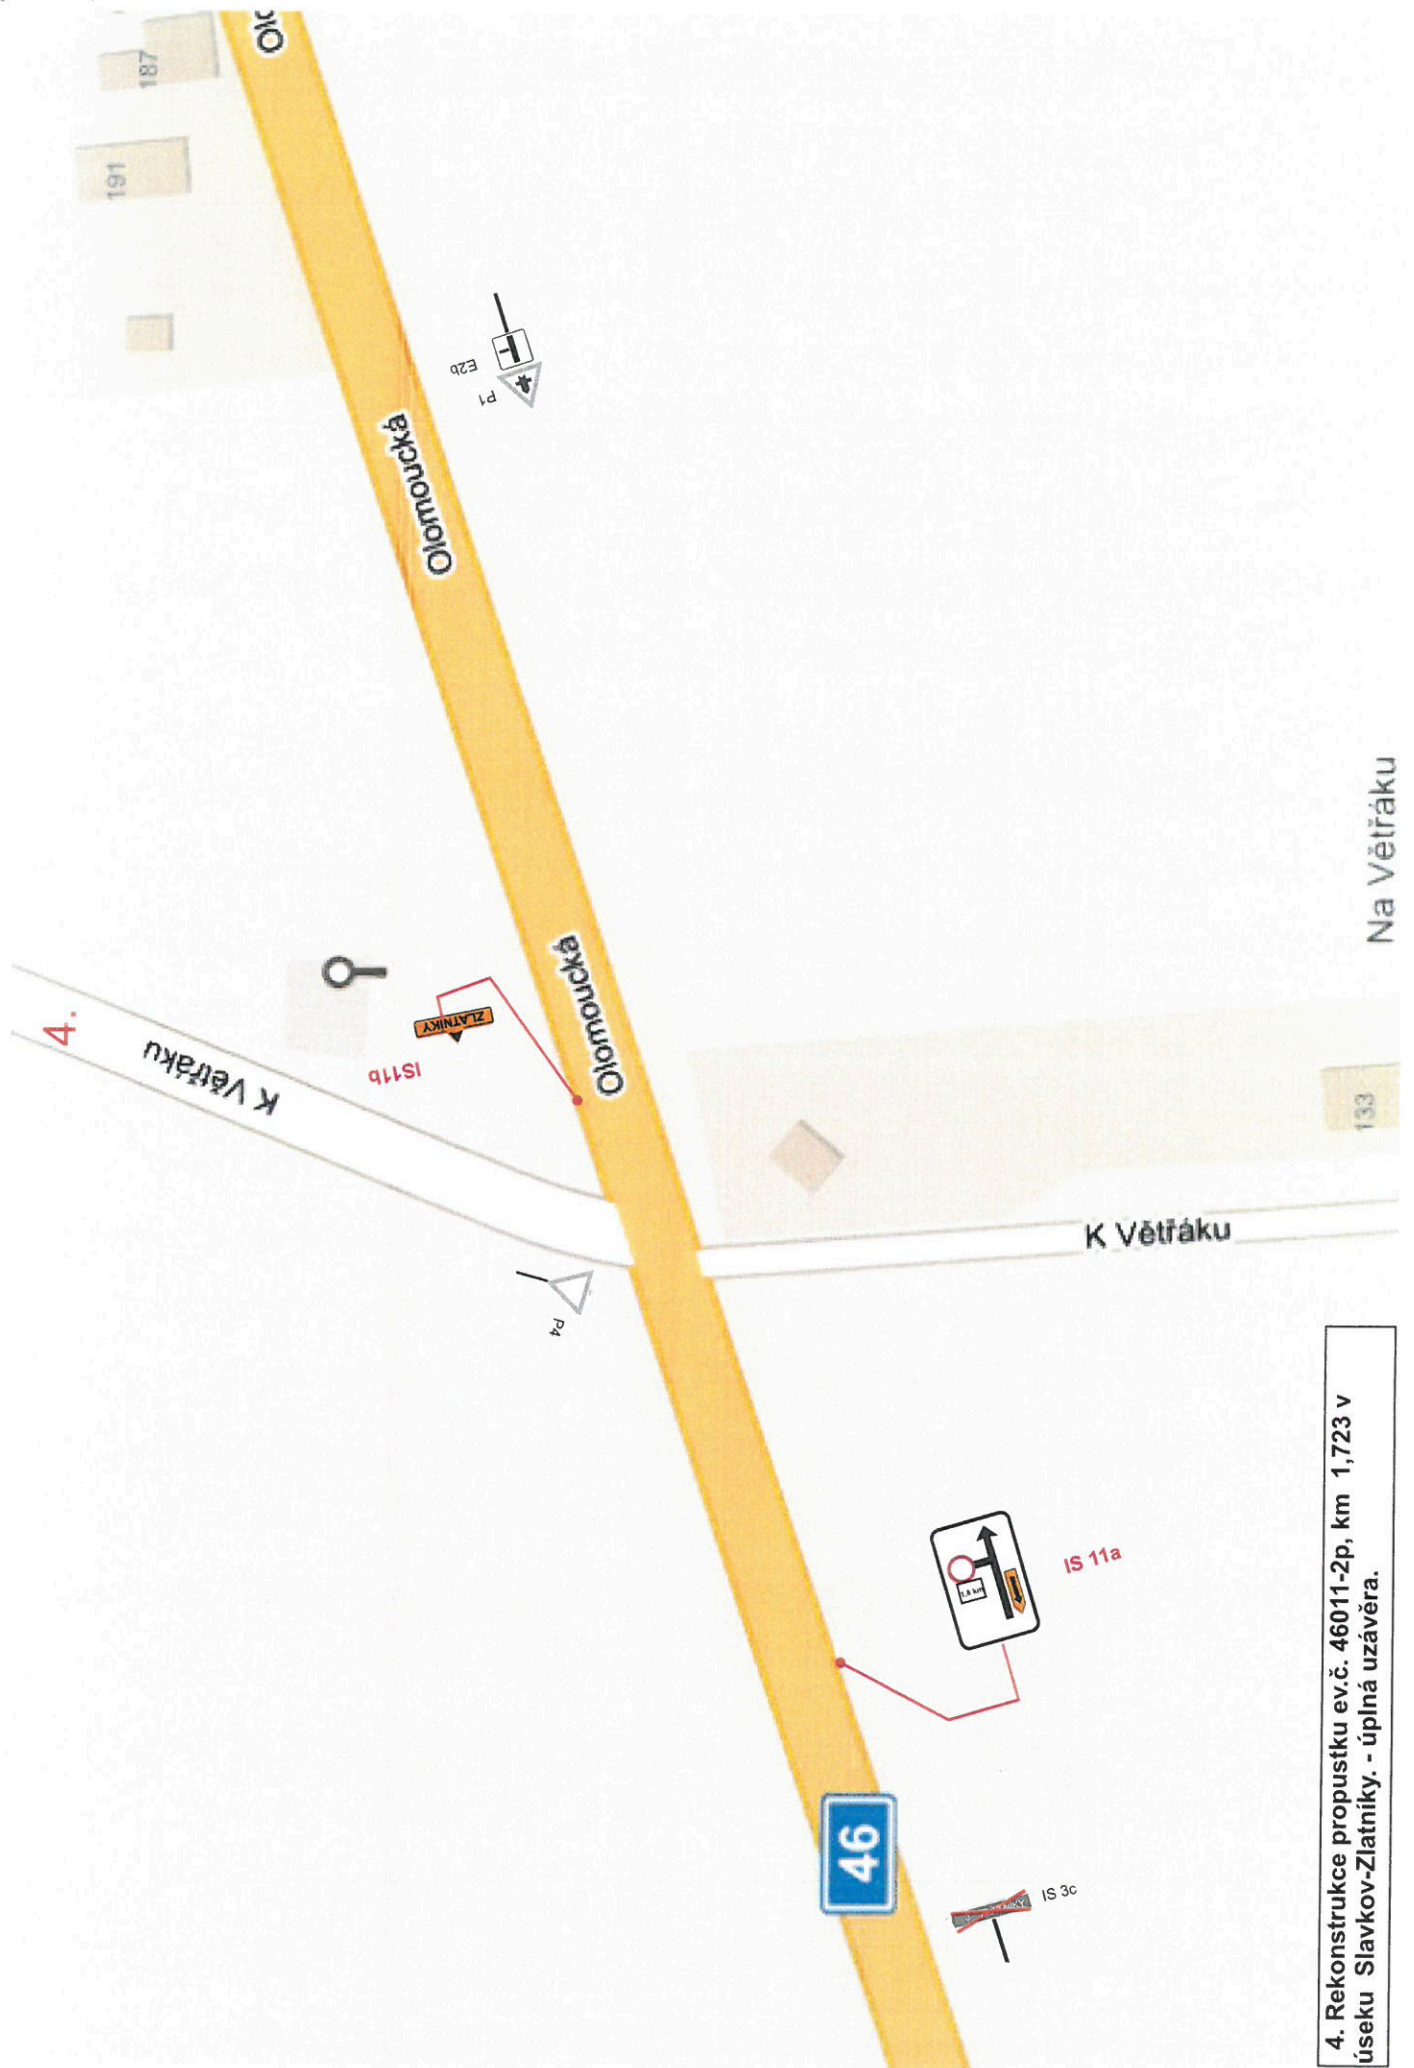 4.
187
191
Olo
Olomoucká
E2b
P1
K Větřáku
ZLATNÍKY
IS11b
Olomoucká
P4
133
K Větřáku
Na Větřáku
IS 11a
46
IS 3c
4. Rekonstrukce propustku ev.č. 46011-2p, km 1,723 v
úseku Slavkov-Zlatníky. - úplná uzávěra.